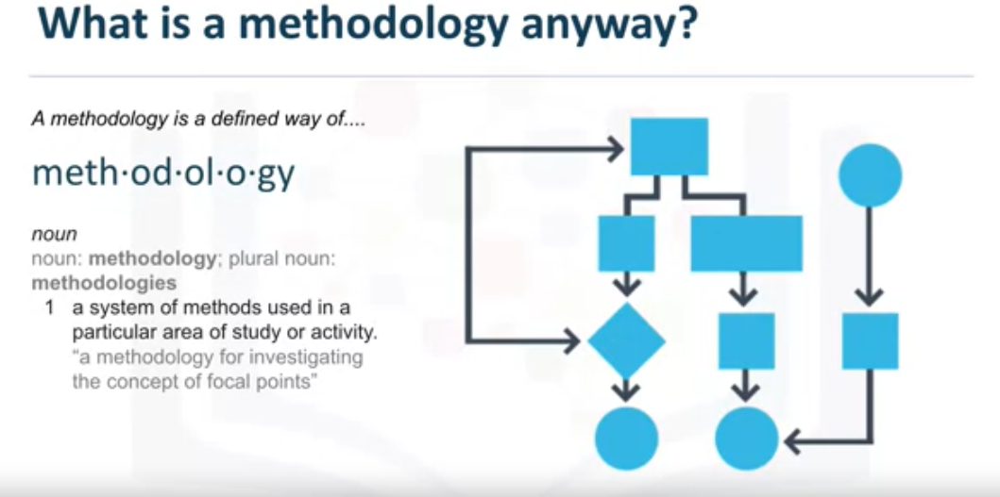 What is a methodology anyway?
A methodology is a defined way of....
meth·od·ol·o·gy
noun
noun: methodology; plural noun:
methodologies
1 a system of methods used in a
particular area of study or activity.
“a methodology for investigating
the concept of focal points”